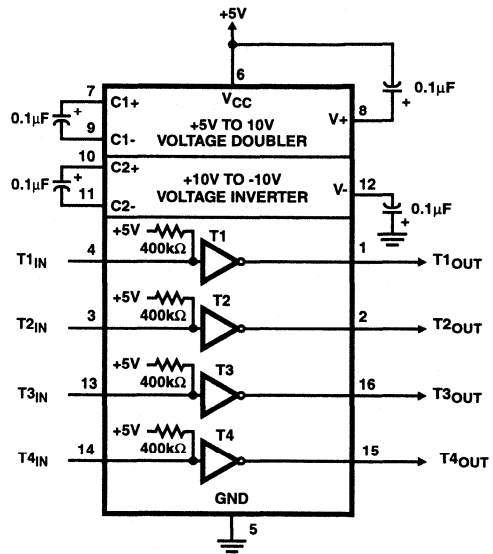 +5V
6
VCC
7
C1+
0.1µF
+
9
C1-
+5V TO 10V
VOLTAGE DOUBLER
V+
8
0.1µF
+
10
C2+
0.1µF
+
11
C2-
+10V TO -10V
VOLTAGE INVERTER
V-
12
0.1µF
+
+5V
400kΩ
T1
T1IN
4
1
T1OUT
+5V
400kΩ
T2
T2IN
3
2
T2OUT
+5V
400kΩ
T3
T3IN
13
16
T3OUT
+5V
400kΩ
T4
T4IN
14
15
T4OUT
GND
5